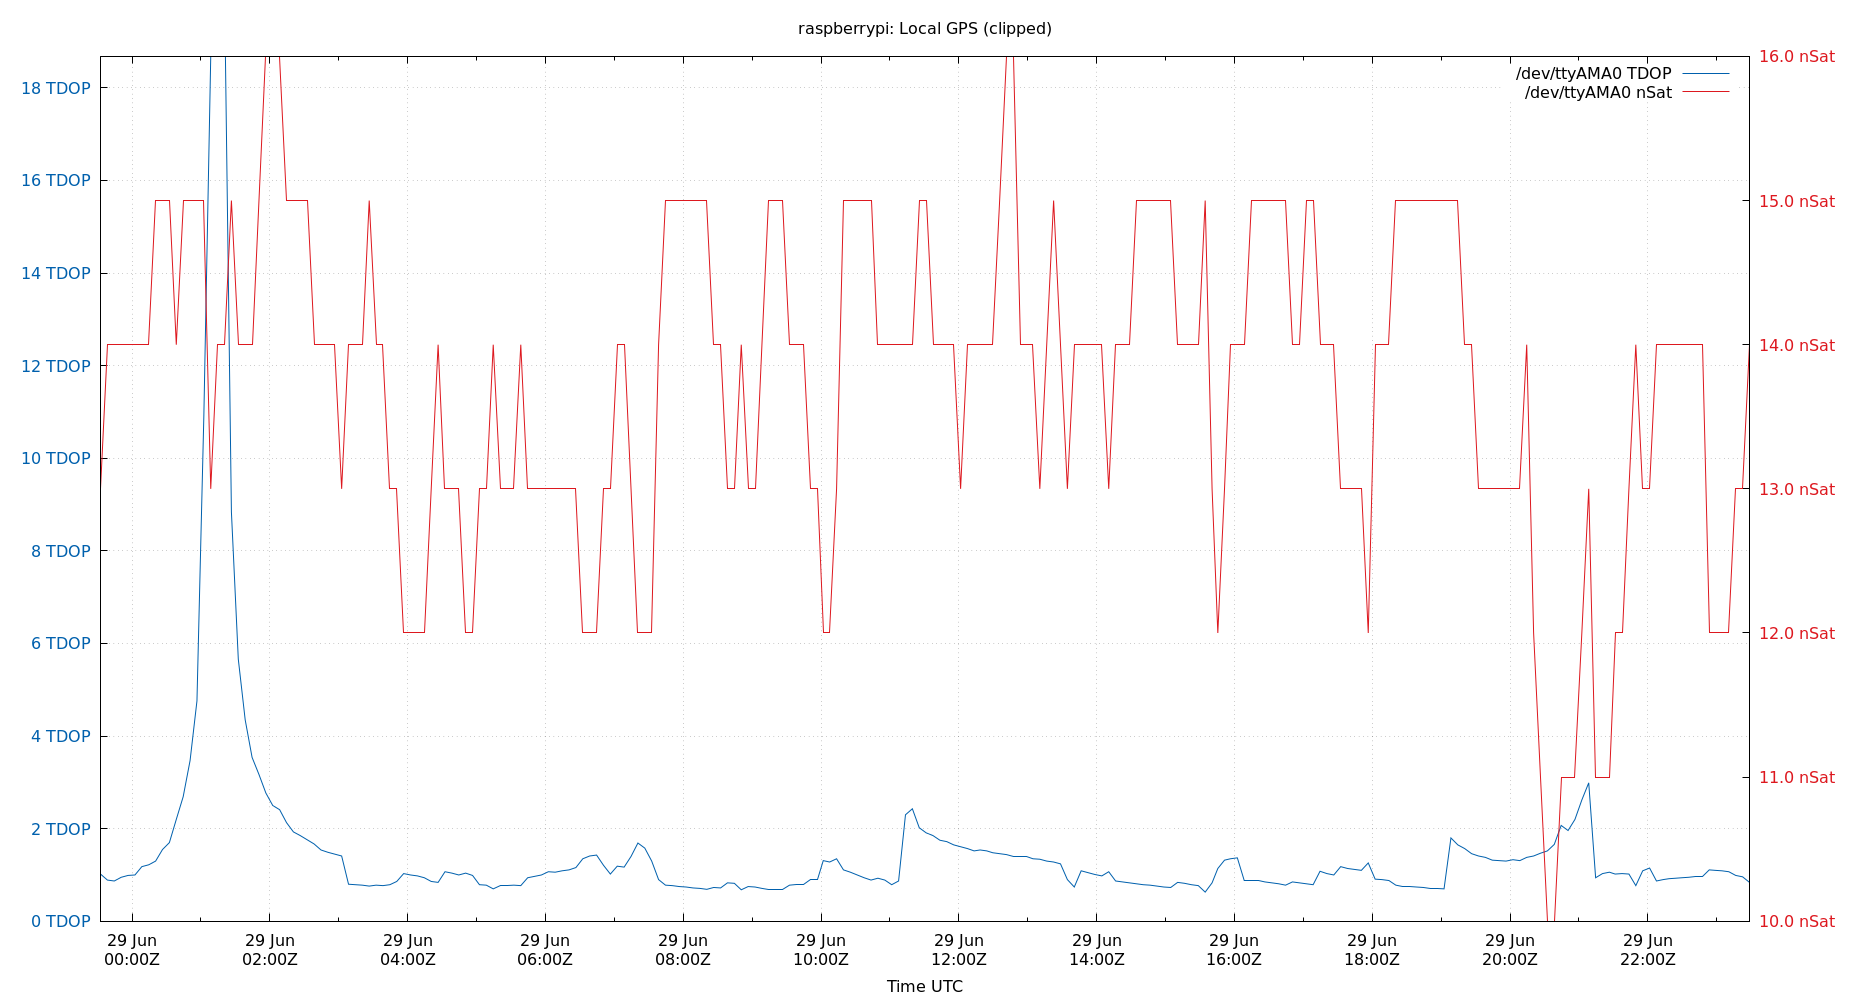 raspberrypi: Local GPS (clipped)
/dev/ttyAMA0 TDOP
/dev/ttyAMA0 nSat
18 TDOP
16 TDOP
14 TDOP
12 TDOP
10 TDOP
8 TDOP
6 TDOP
4 TDOP
2 TDOP
0 TDOP
16.0 nSat
15.0 nSat
14.0 nSat
13.0 nSat
12.0 nSat
11.0 nSat
10.0 nSat
29 Jun
00:00Z
29 Jun
02:00Z
29 Jun
04:00Z
29 Jun
06:00Z
29 Jun
08:00Z
29 Jun
10:00Z
29 Jun
12:00Z
29 Jun
14:00Z
29 Jun
16:00Z
29 Jun
18:00Z
29 Jun
20:00Z
29 Jun
22:00Z
Time UTC